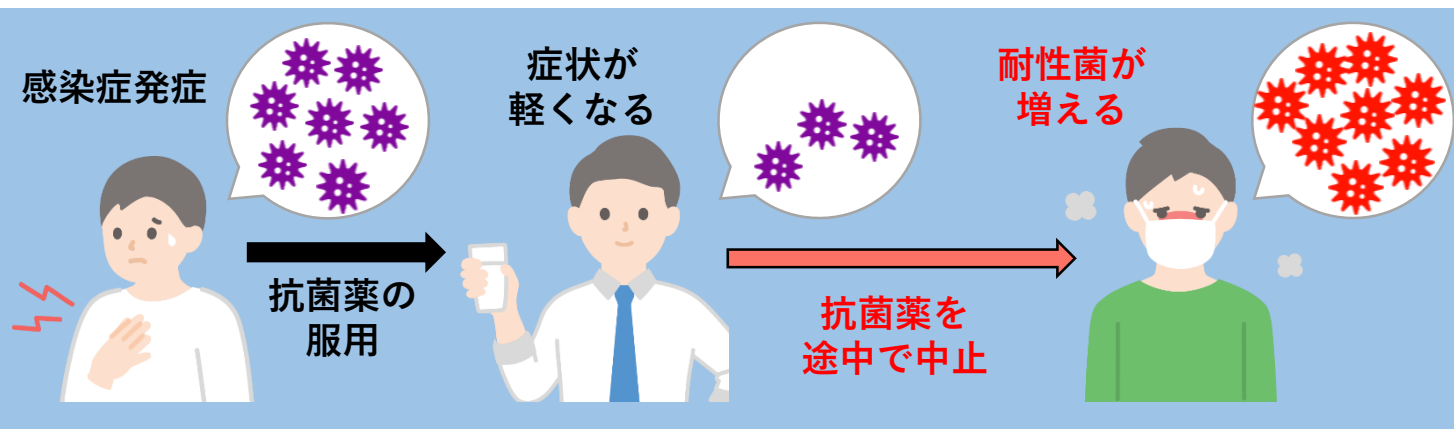 感染症発症
抗菌薬の
服用
症状が
軽くなる
抗菌薬を
途中で中止
耐性菌が
増える